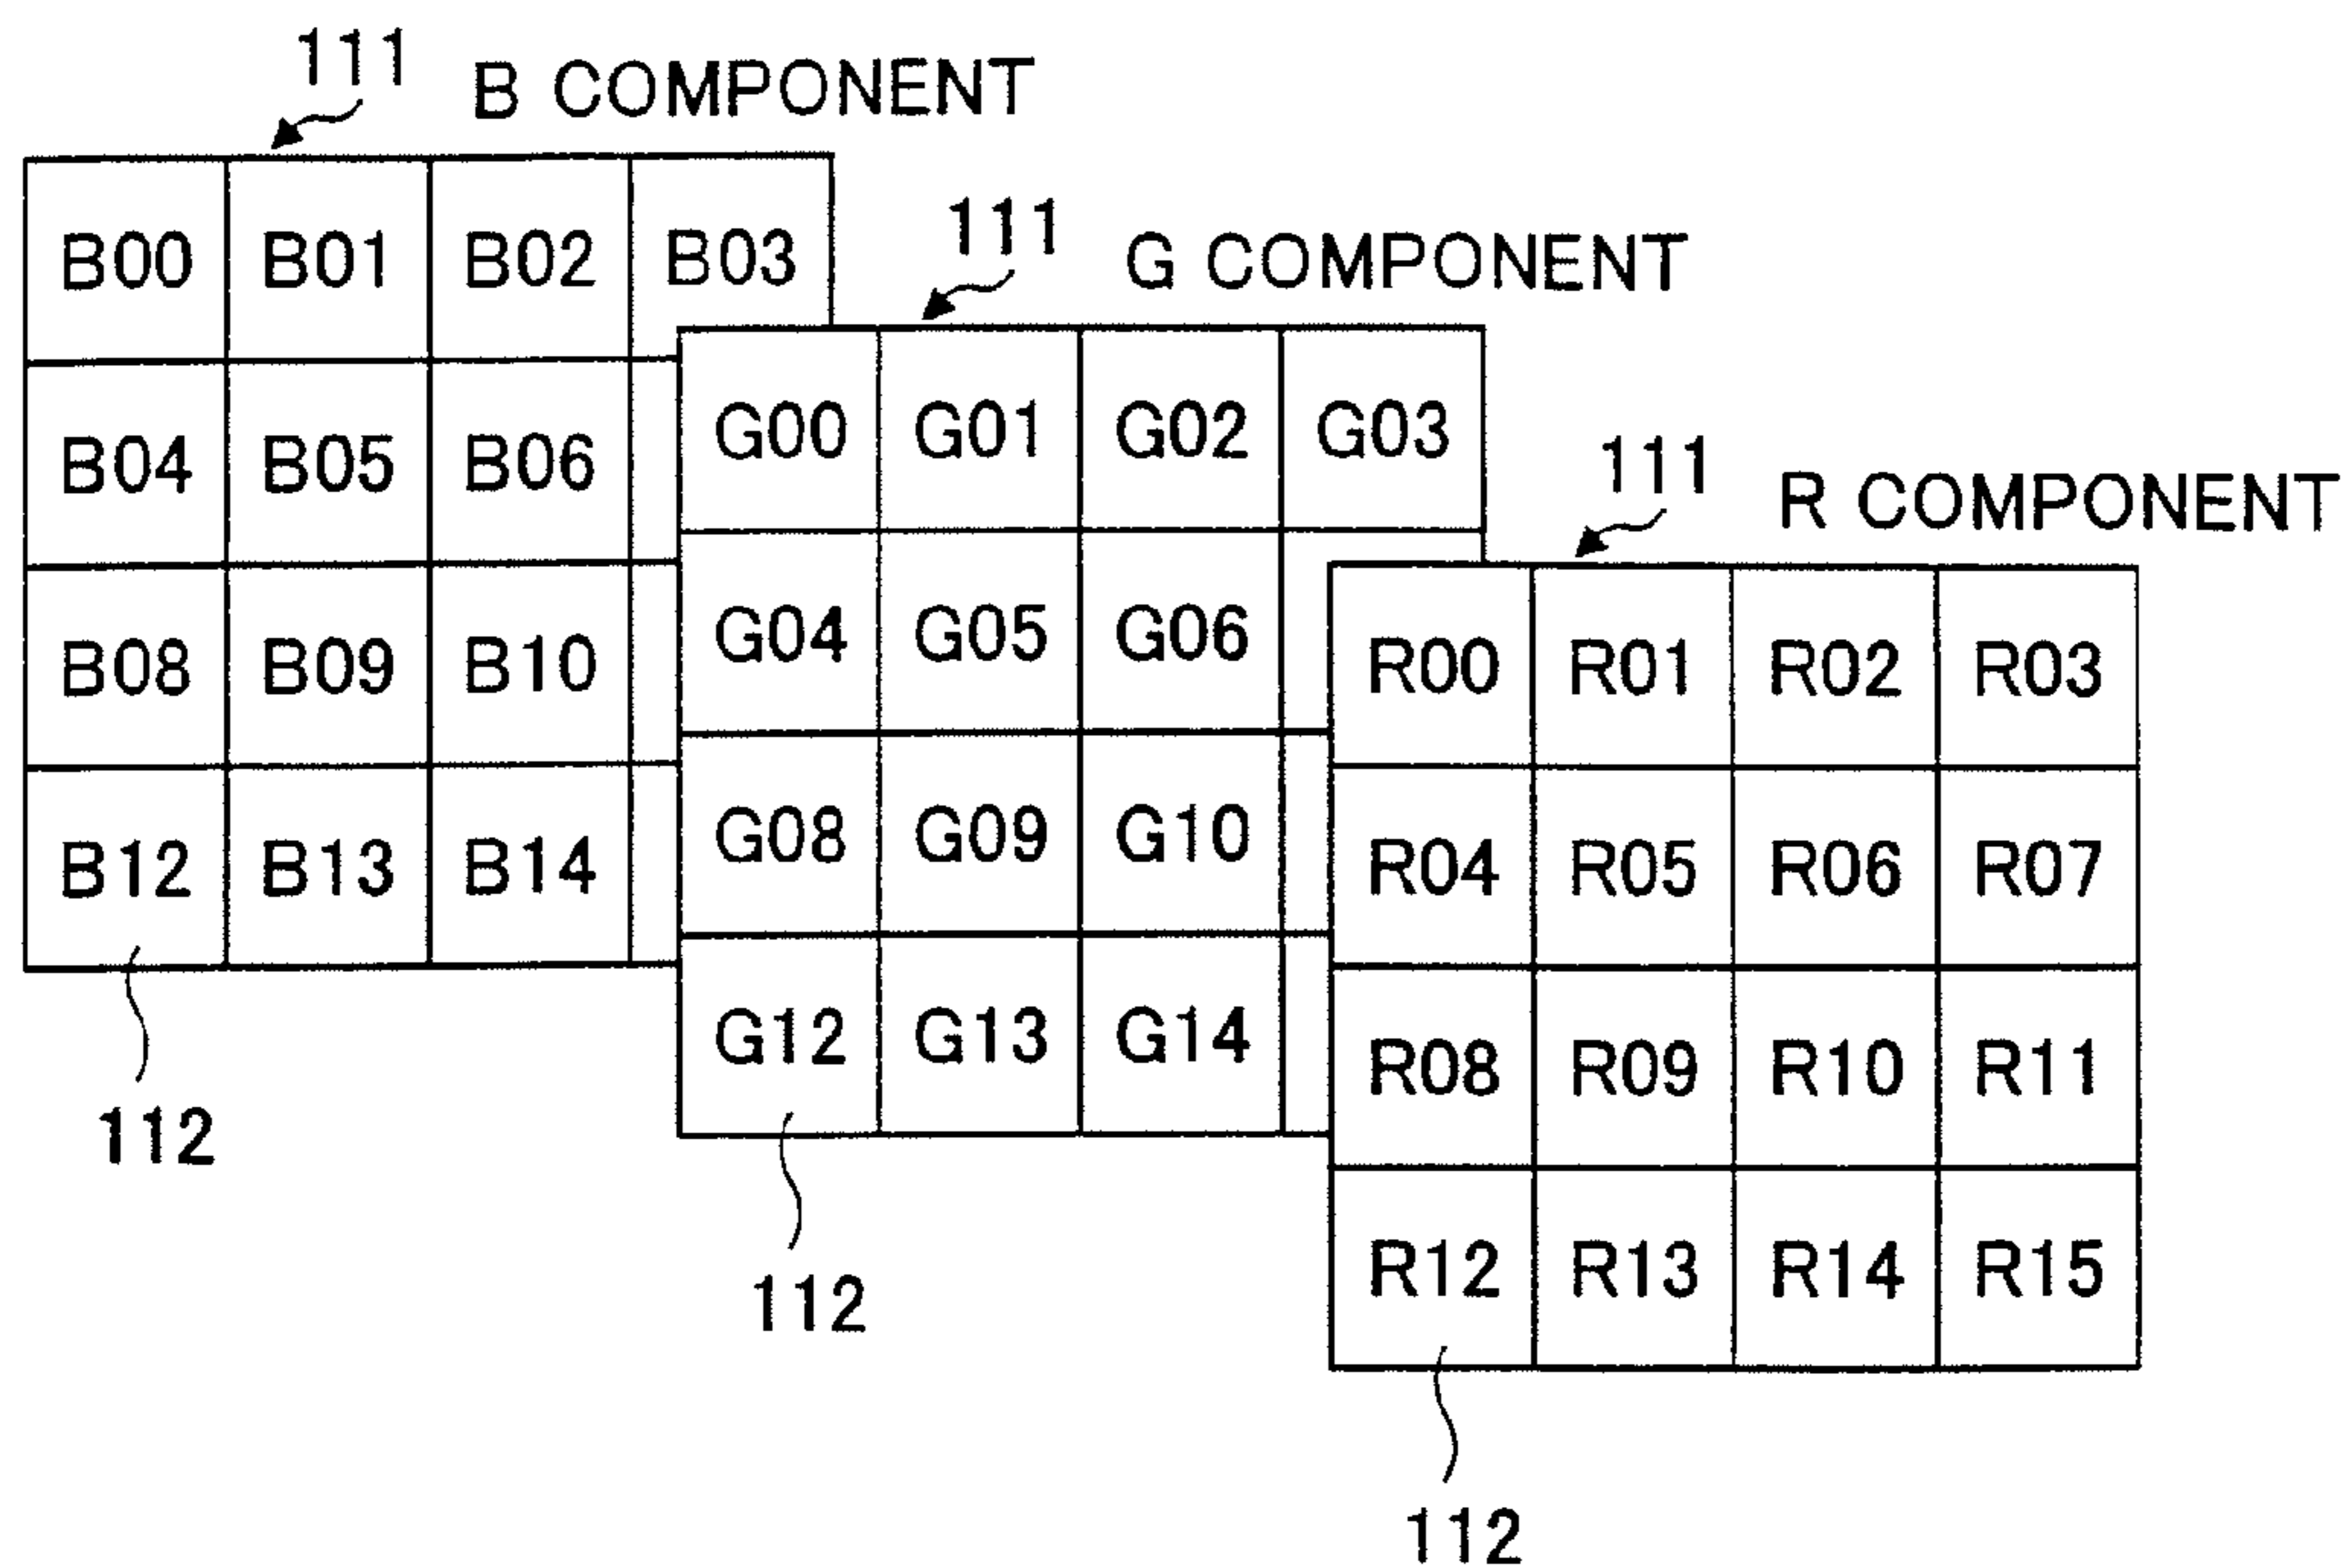 111 B COMPONENT
B00 B01 B02 B03
B04 B05 B06
B08 B09 B10
B12 B13 B14
112
111 G COMPONENT
G00 G01 G02 G03
G04 G05 G06
G08 G09 G10
G12 G13 G14
112
111 R COMPONENT
R00 R01 R02 R03
R04 R05 R06 R07
R08 R09 R10 R11
R12 R13 R14 R15
112